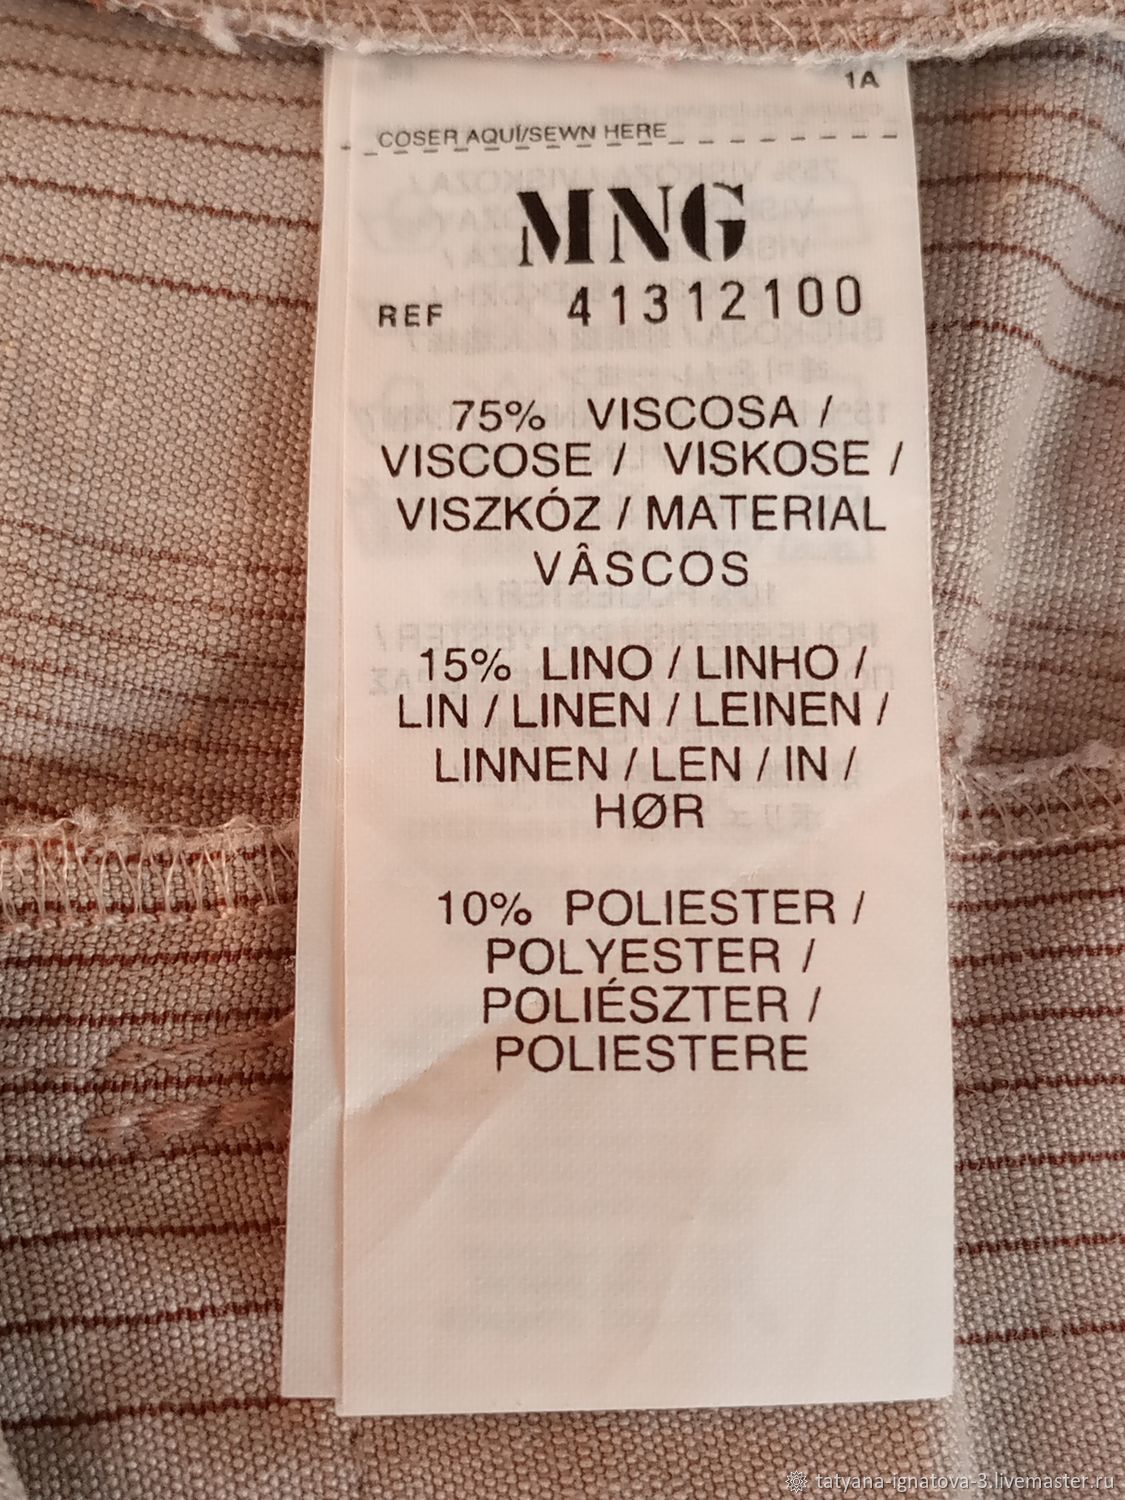 1A
COSER AQUÍ/SEWN HERE
MNG
REF 41312100
75% VISCOSA /
VISCOSE / VISKOSE /
VISZKÓZ / MATERIAL
VÂSCOS
15% LINO / LINHO /
LIN / LINEN / LEINEN /
LINNEN / LEN / IN /
HØR
10% POLIESTER /
POLYESTER /
POLIÉSZTER /
POLIESTERE
tatyana-ignatova-3.livemaster.ru